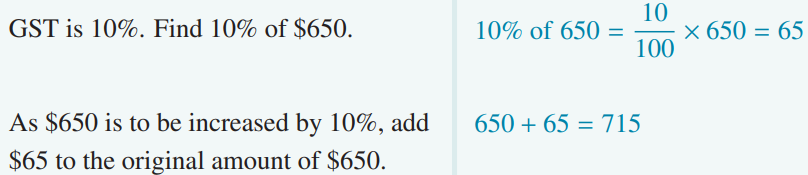 GST is 10%. Find 10% of $650.
10% of 650 = 10/100 × 650 = 65
As $650 is to be increased by 10%, add
$65 to the original amount of $650.
650 + 65 = 715